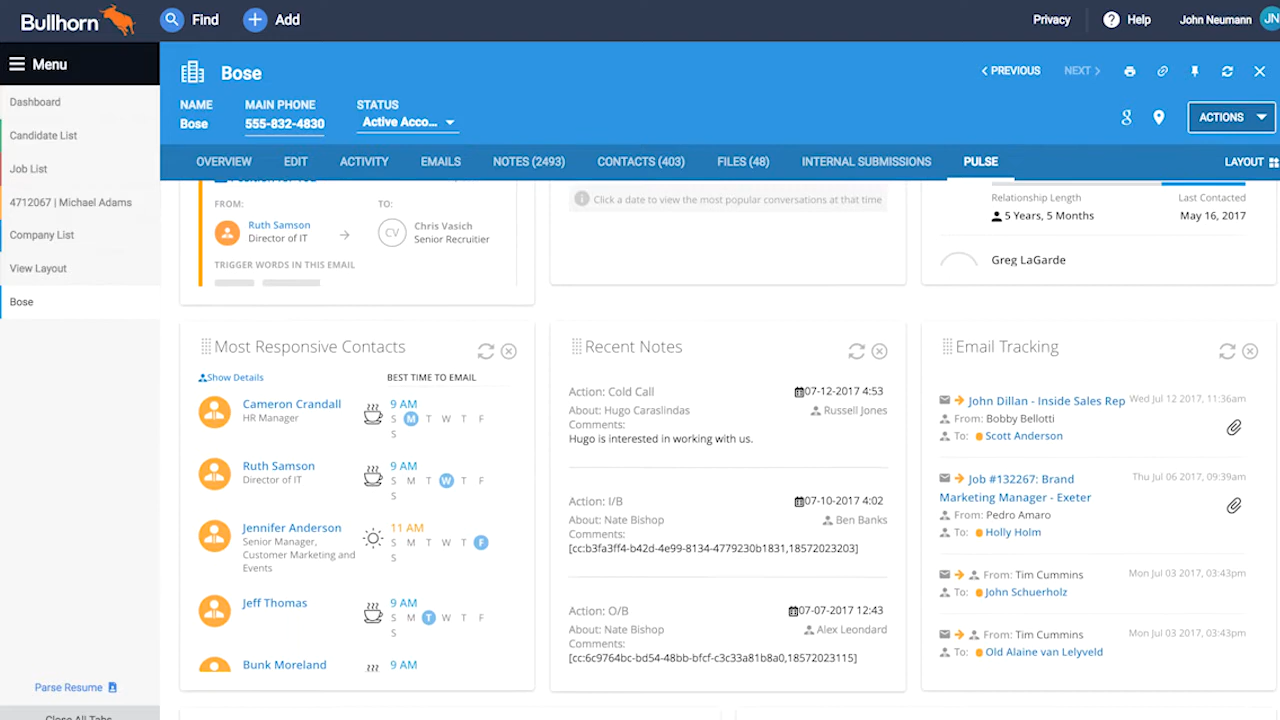 Bullhorn
Find
Add
Privacy
Help
John Neumann
JN
Menu
Dashboard
Candidate List
Job List
4712067 | Michael Adams
Company List
View Layout
Bose
Parse Resume
Close All Tabs
Bose
PREVIOUS
NEXT
NAME
MAIN PHONE
STATUS
Bose
555-832-4830
Active Acco...
ACTIONS
OVERVIEW
EDIT
ACTIVITY
EMAILS
NOTES (2493)
CONTACTS (403)
FILES (48)
INTERNAL SUBMISSIONS
PULSE
LAYOUT
Position for You
FROM:
TO:
Ruth Samson
Director of IT
CV
Chris Vasich
Senior Recruitier
TRIGGER WORDS IN THIS EMAIL
Click a date to view the most popular conversations at that time
Relationship Length
Last Contacted
5 Years, 5 Months
May 16, 2017
Greg LaGarde
Most Responsive Contacts
Show Details
BEST TIME TO EMAIL
Cameron Crandall
HR Manager
9 AM
S M T W T F
S
Ruth Samson
Director of IT
9 AM
S M T W T F
S
Jennifer Anderson
Senior Manager,
Customer Marketing and
Events
11 AM
S M T W T F
S
Jeff Thomas
9 AM
S M T W T F
S
Bunk Moreland
9 AM
Recent Notes
Action: Cold Call
07-12-2017 4:53
About: Hugo Caraslindas
Russell Jones
Comments:
Hugo is interested in working with us.
Action: I/B
07-10-2017 4:02
About: Nate Bishop
Ben Banks
Comments:
[cc:b3fa3ff4-b42d-4e99-8134-4779230b1831,18572023203]
Action: O/B
07-07-2017 12:43
About: Nate Bishop
Alex Leondard
Comments:
[cc:6c9764bc-bd54-48bb-bfcf-c3c33a81b8a0,18572023115]
Email Tracking
John Dillan - Inside Sales Rep
Wed Jul 12 2017, 11:36am
From: Bobby Bellotti
To: Scott Anderson
Job #132267: Brand
Marketing Manager - Exeter
Thu Jul 06 2017, 09:39am
From: Pedro Amaro
To: Holly Holm
From: Tim Cummins
Mon Jul 03 2017, 03:43pm
To: John Schuerholz
From: Tim Cummins
Mon Jul 03 2017, 03:43pm
To: Old Alaine van Lelyveld